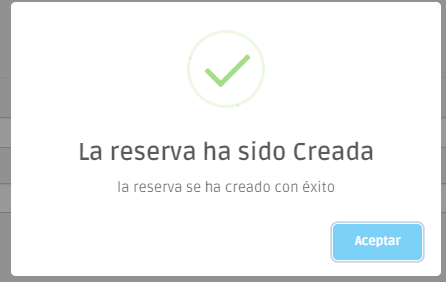 La reserva ha sido Creada
la reserva se ha creado con éxito
Aceptar